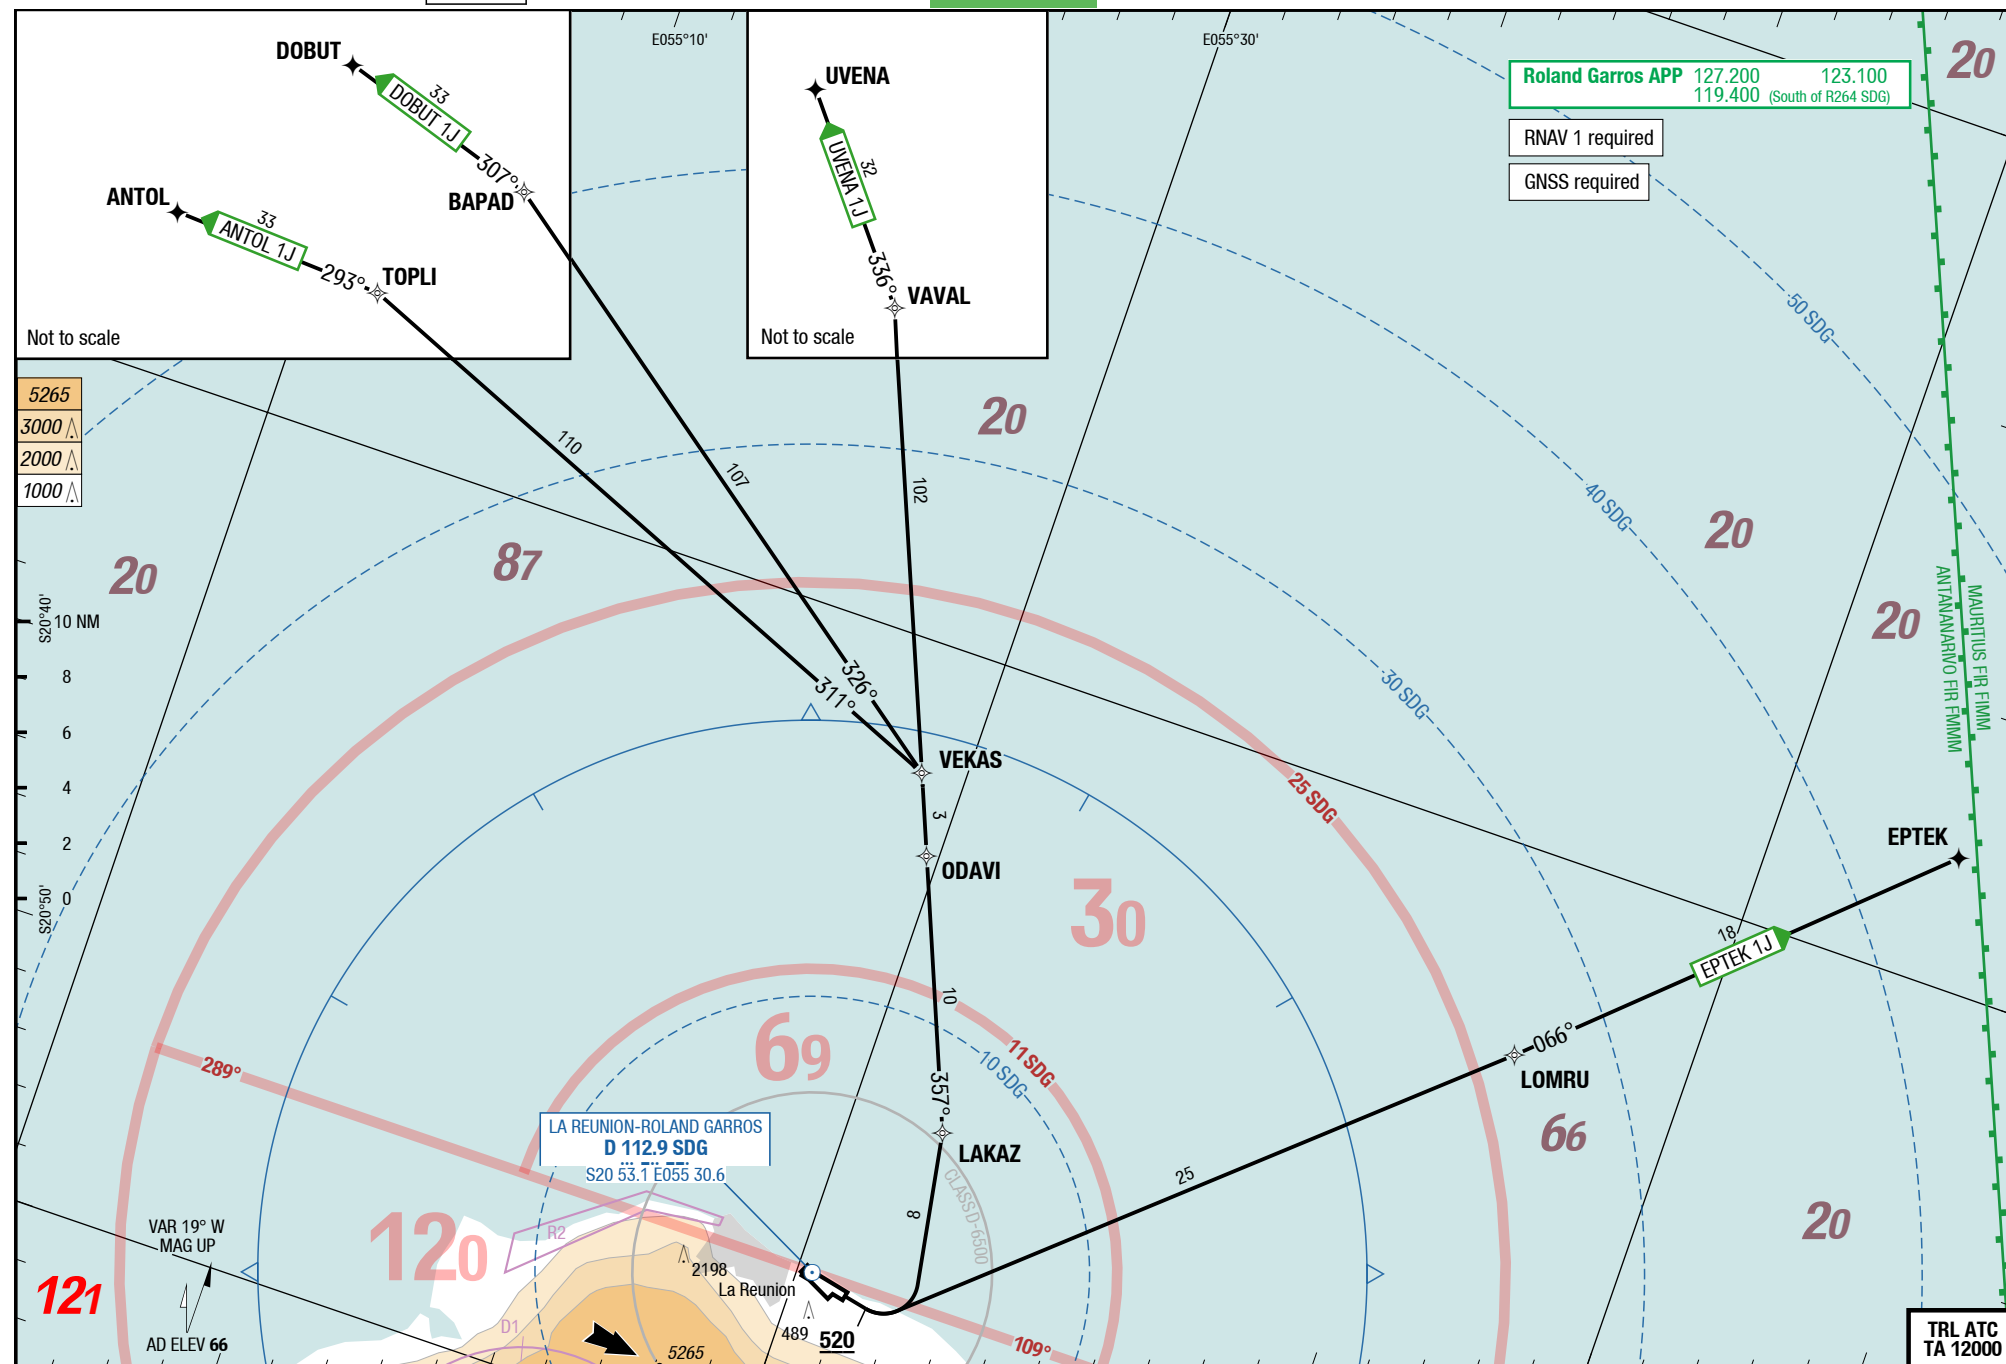 DOBUT
33
DOBUT 1J
307°
BAPAD
ANTOL
33
ANTOL 1J
293°
TOPLI
Not to scale
E055°10'
UVENA
32
UVENA 1J
336°
VAVAL
Not to scale
E055°30'
Roland Garros APP 127.200 123.100
119.400 (South of R264 SDG)
RNAV 1 required
GNSS required
20
50 SDG
5265
3000
2000
1000
110
107
102
20
40 SDG
20
20
87
20
MAURITIUS FIR FIMM
ANTANANARIVO FIR FMMM
S20°40'
10 NM
8
6
4
2
0
S20°50'
326°
311°
30 SDG
VEKAS
3
ODAVI
25 SDG
30
EPTEK
18
EPTEK 1J
066°
LOMRU
10
69
11 SDG
10 SDG
289°
357°
LAKAZ
66
LA REUNION-ROLAND GARROS
D 112.9 SDG
S20 53.1 E055 30.6
CLASS D-6500
25
8
20
VAR 19° W
MAG UP
120
R2
2198
La Reunion
121
AD ELEV 66
D1
489
520
5265
109°
TRL ATC
TA 12000